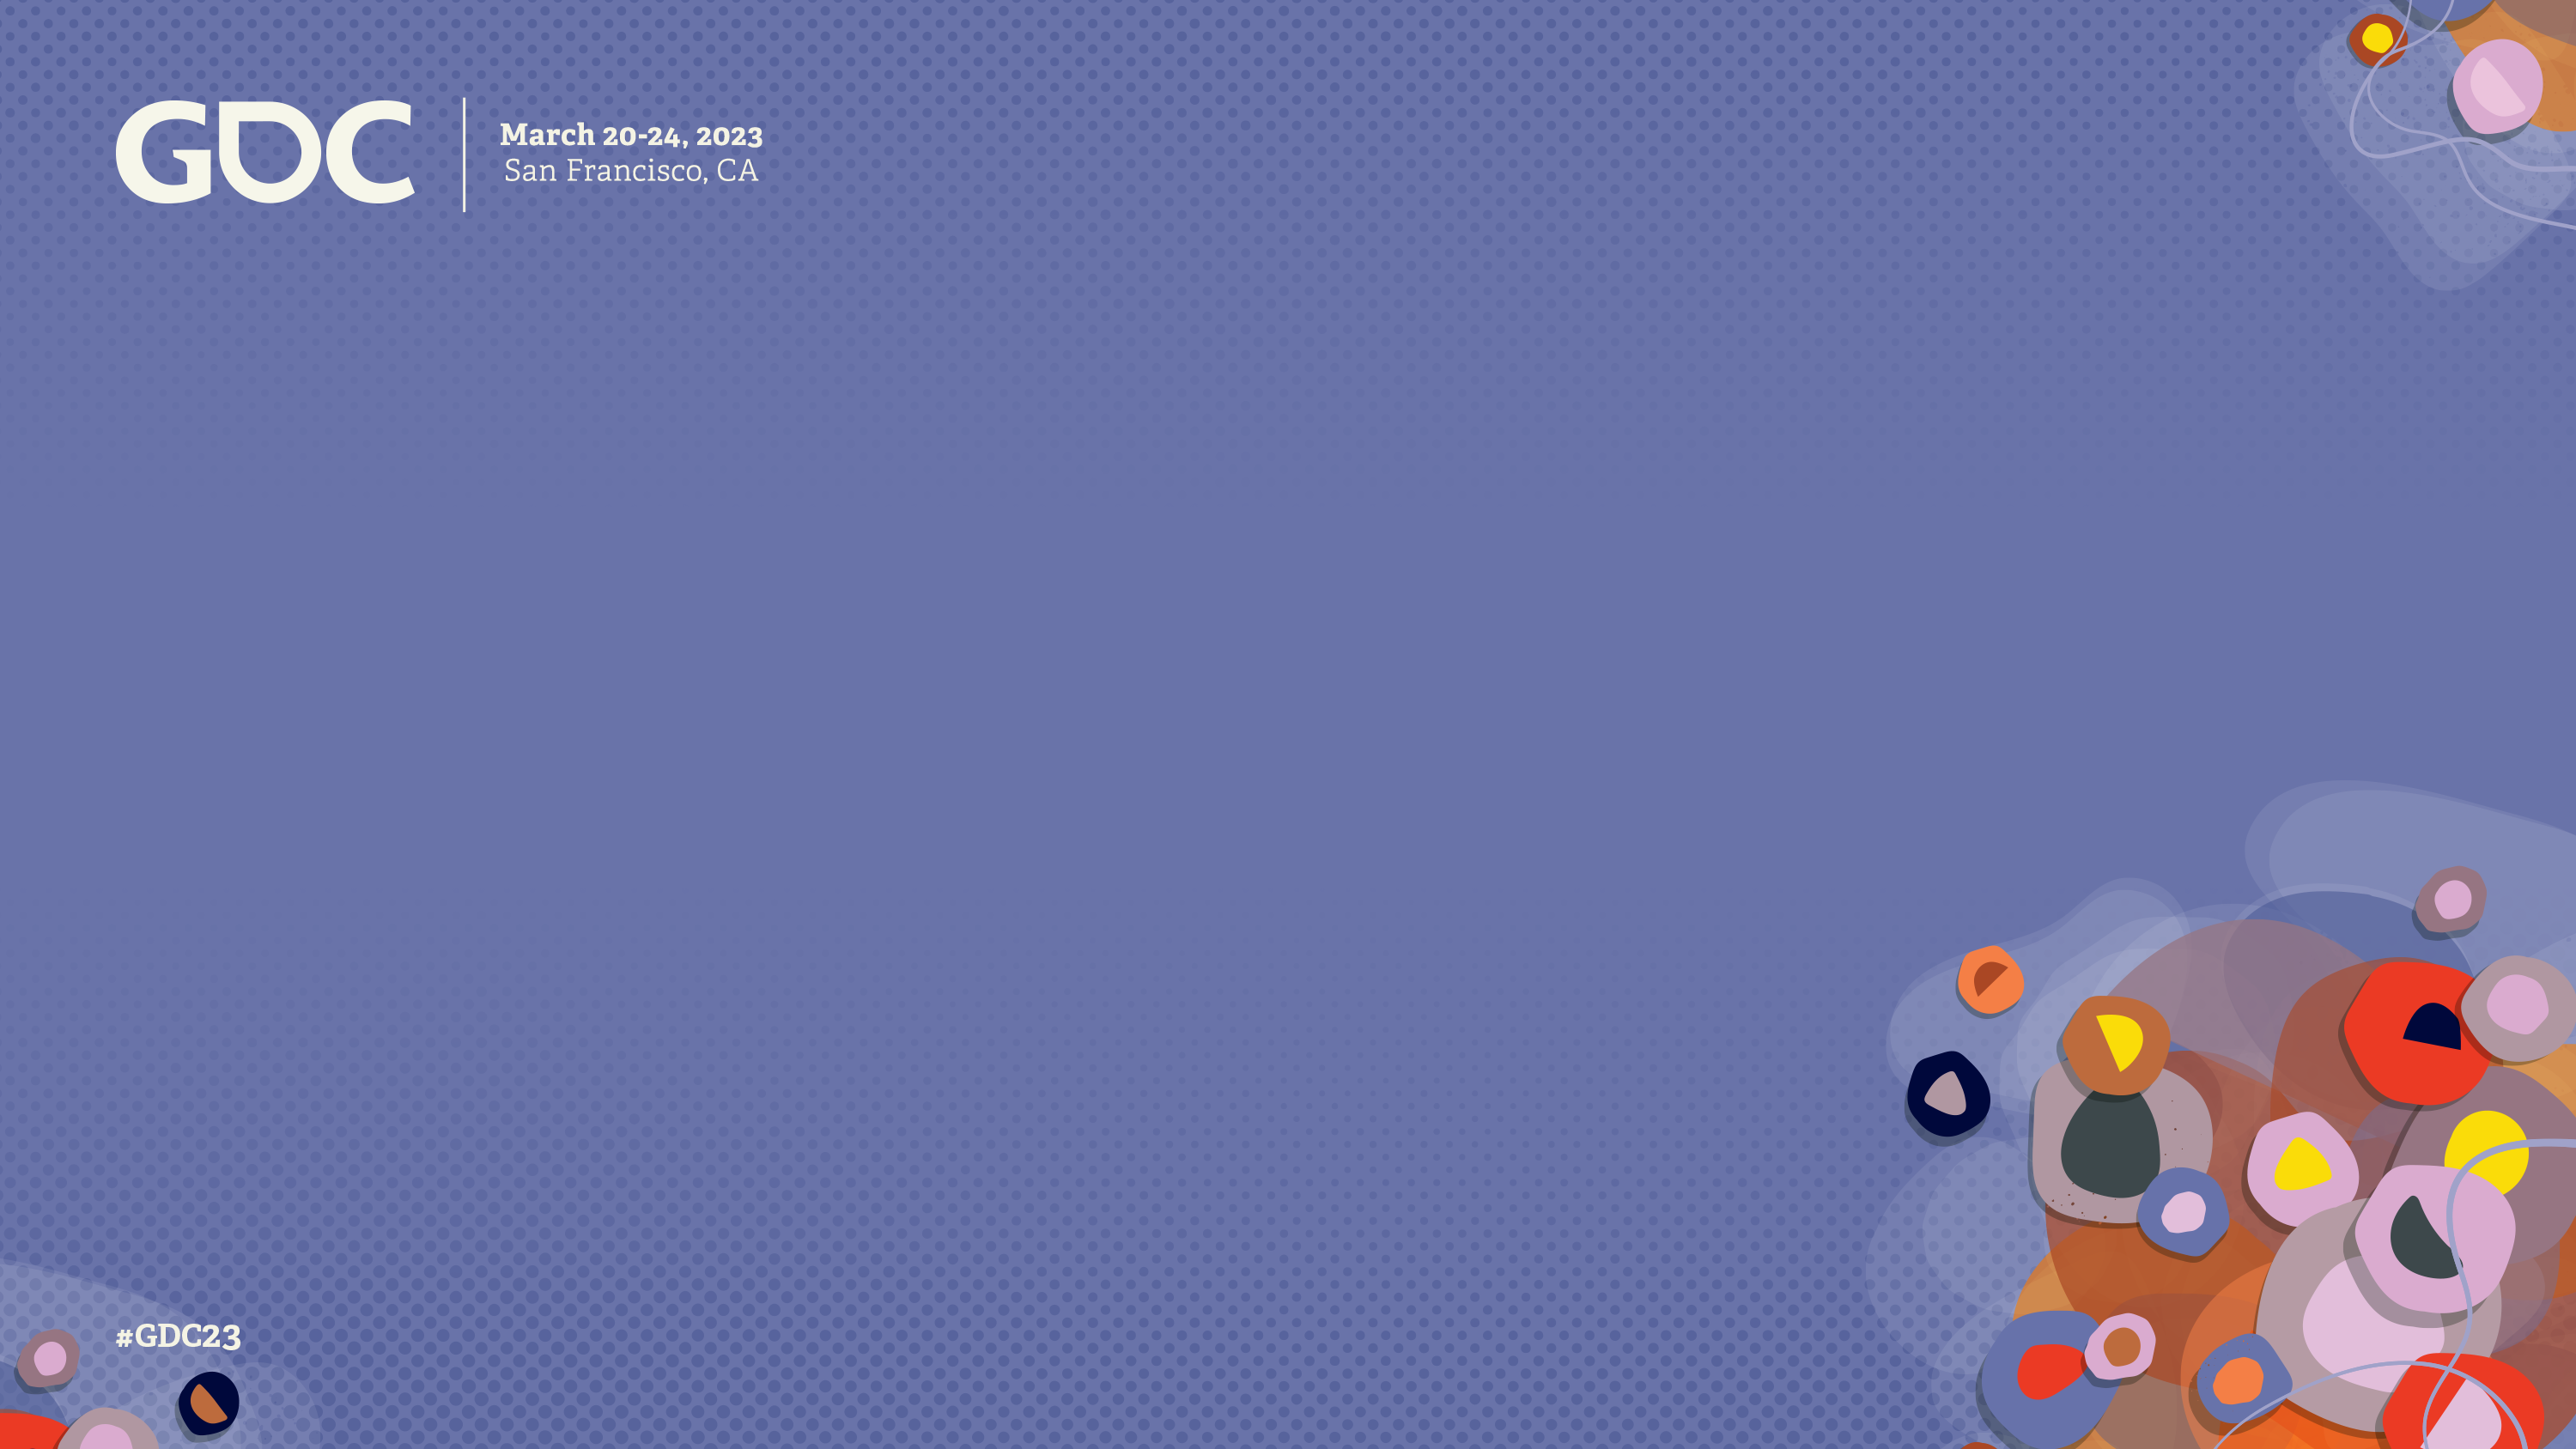 GDC
March 20-24, 2023
San Francisco, CA
#GDC23